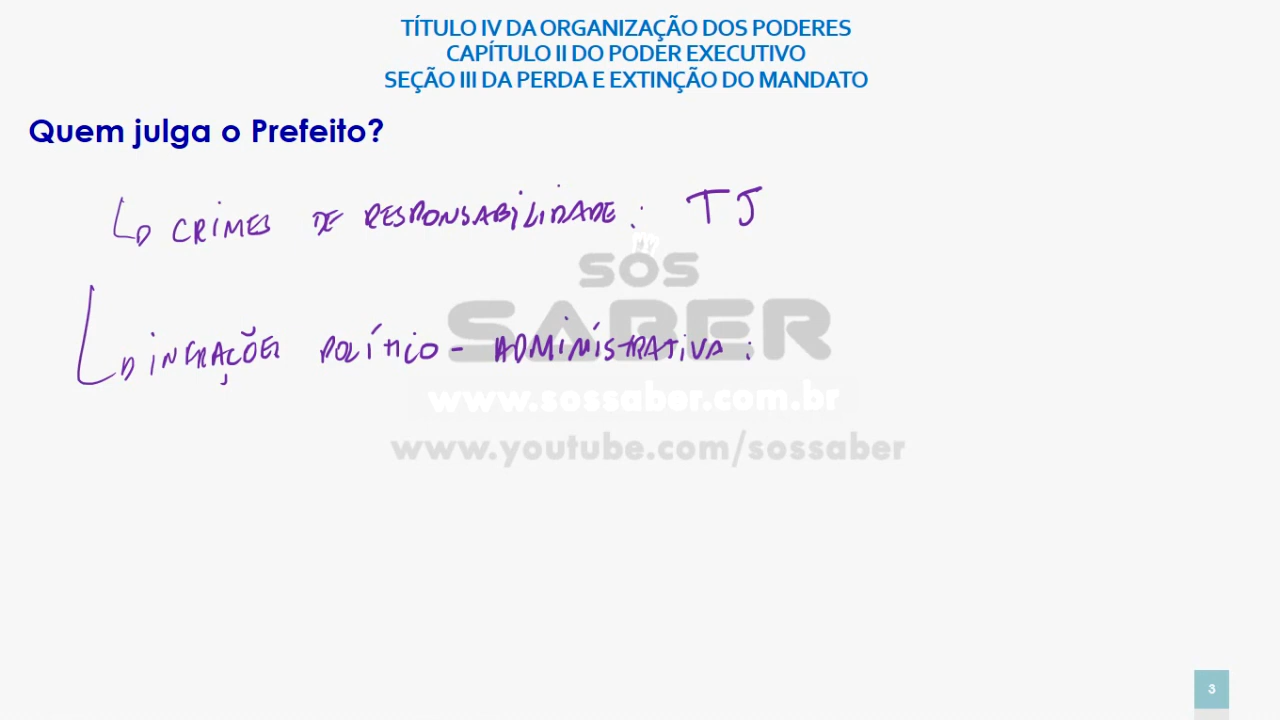 TÍTULO IV DA ORGANIZAÇÃO DOS PODERES
CAPÍTULO II DO PODER EXECUTIVO
SEÇÃO III DA PERDA E EXTINÇÃO DO MANDATO
Quem julga o Prefeito?
CRIMES DE RESPONSABILIDADE: TJ
SOS
SABER
INFRAÇÕES POLÍTICO-ADMINISTRATIVA:
www.sossaber.com.br
www.youtube.com/sossaber
3